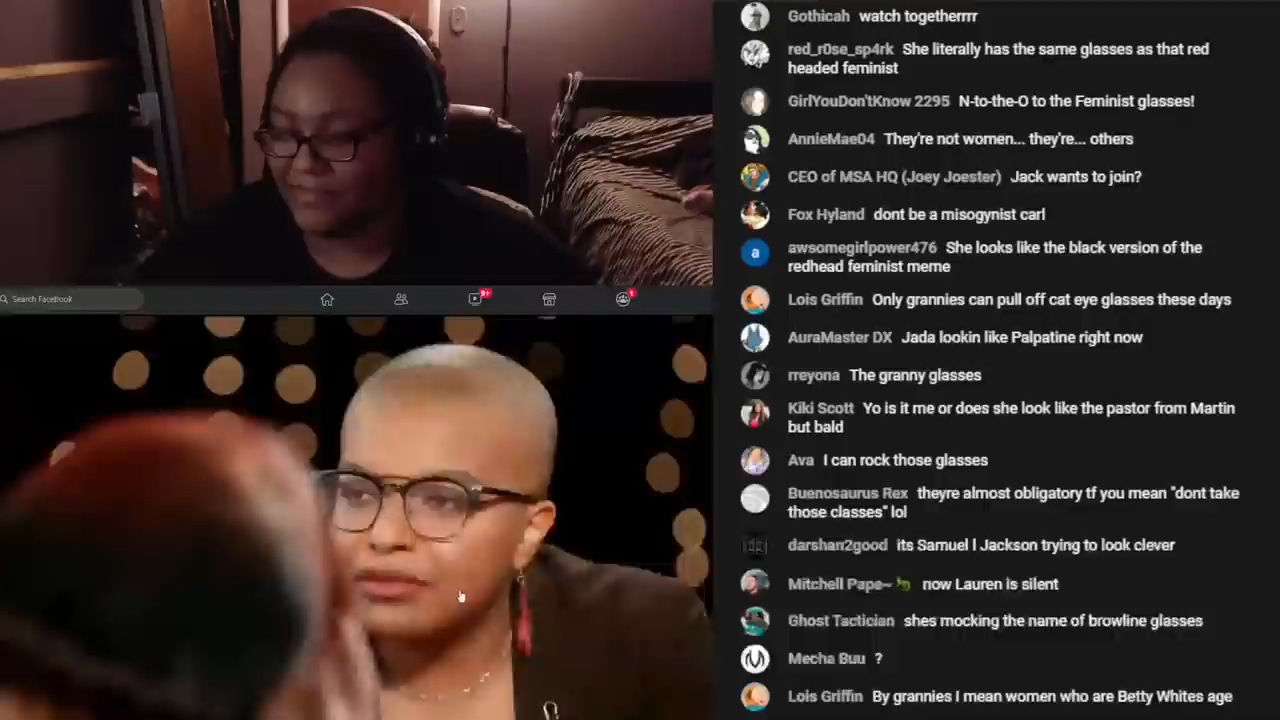 Gothicah watch togetherrr
red_r0se_sp4rk She literally has the same glasses as that red
headed feminist
GirlYouDon'tKnow 2295 N-to-the-O to the Feminist glasses!
AnnieMae04 They're not women... they're... others
CEO of MSA HQ (Joey Joester) Jack wants to join?
Fox Hyland dont be a misogynist carl
a
awsomegirlpower476 She looks like the black version of the
redhead feminist meme
Search Facebook
9+
1
Lois Griffin Only grannies can pull off cat eye glasses these days
AuraMaster DX Jada lookin like Palpatine right now
rreyona The granny glasses
Kiki Scott Yo is it me or does she look like the pastor from Martin
but bald
Ava I can rock those glasses
Buenosaurus Rex theyre almost obligatory tf you mean "dont take
those classes" lol
darshan2good its Samuel l Jackson trying to look clever
Mitchell Pape~ now Lauren is silent
Ghost Tactician shes mocking the name of browline glasses
Mecha Buu ?
Lois Griffin By grannies I mean women who are Betty Whites age